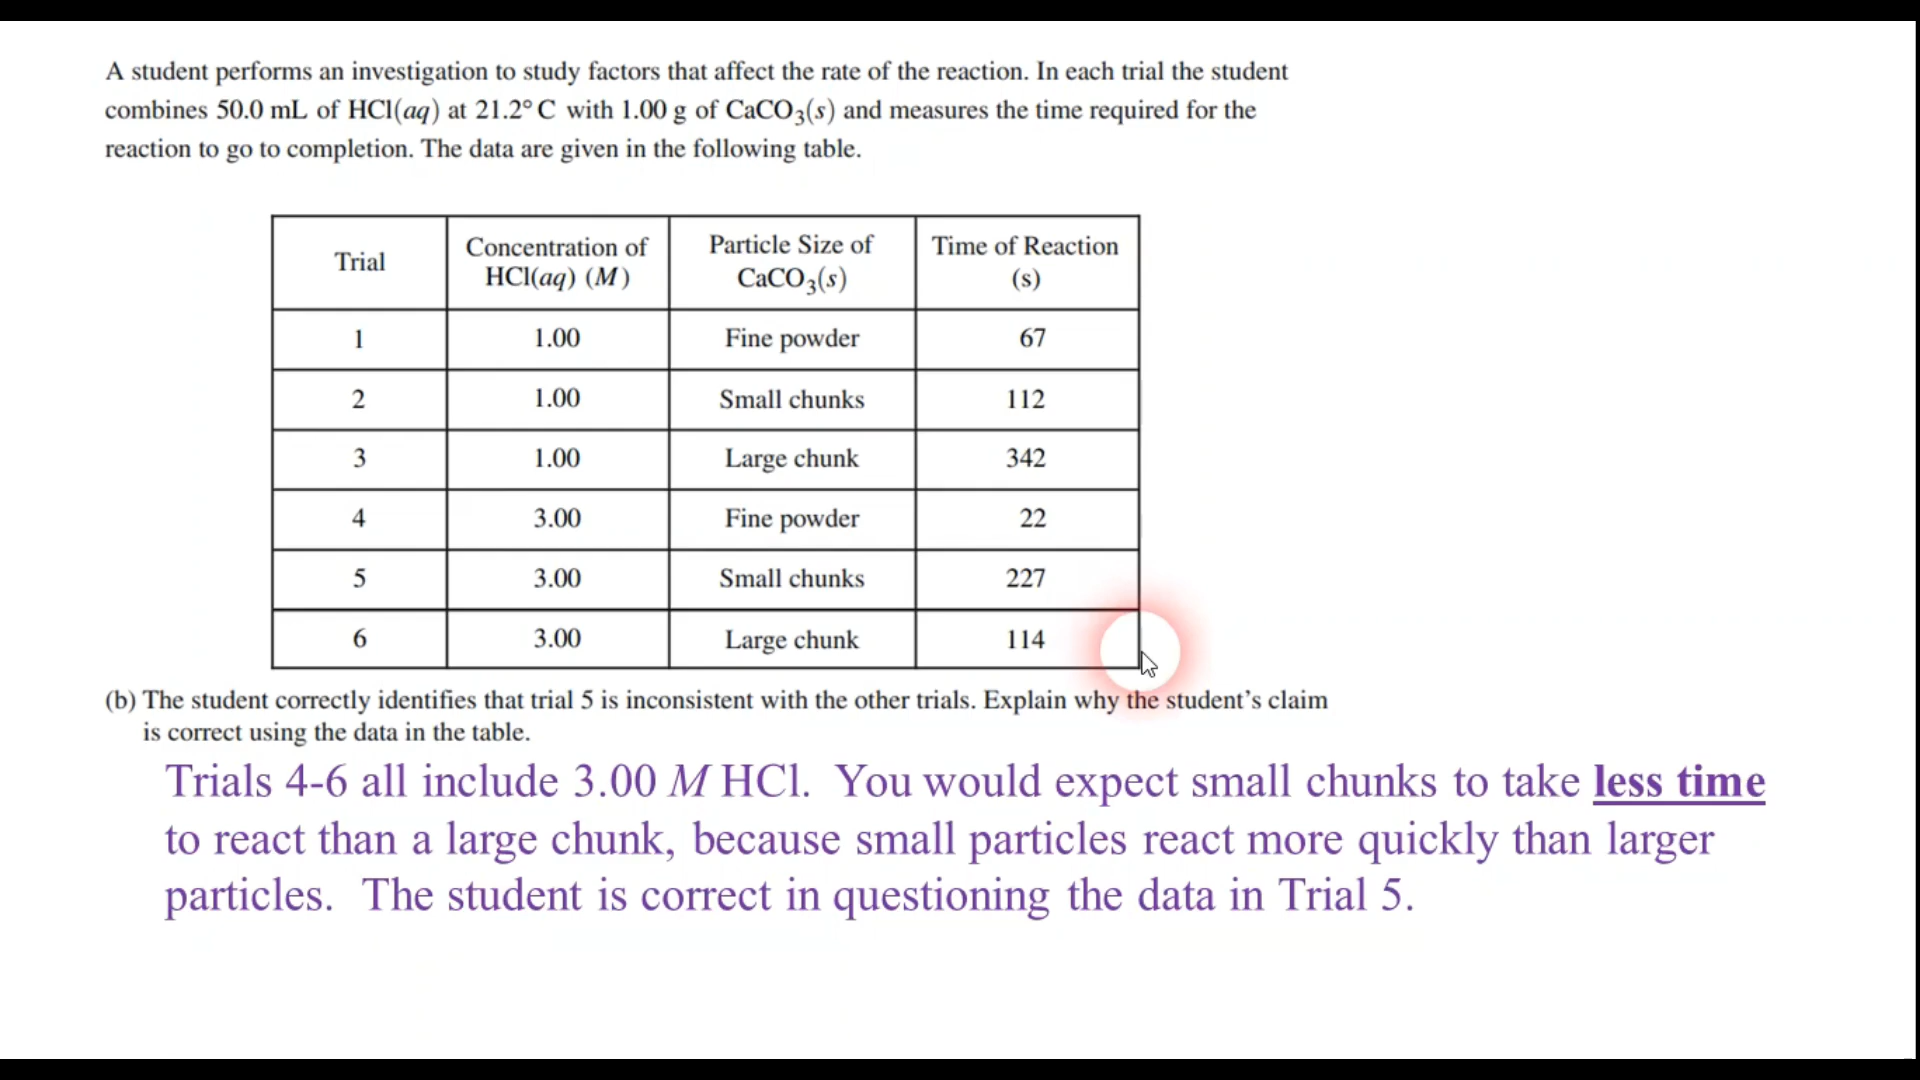 A student performs an investigation to study factors that affect the rate of the reaction. In each trial the student
combines 50.0 mL of HCl(aq) at 21.2° C with 1.00 g of CaCO₃(s) and measures the time required for the
reaction to go to completion. The data are given in the following table.
Trial | Concentration of HCl(aq) (M) | Particle Size of CaCO₃(s) | Time of Reaction (s)
1 | 1.00 | Fine powder | 67
2 | 1.00 | Small chunks | 112
3 | 1.00 | Large chunk | 342
4 | 3.00 | Fine powder | 22
5 | 3.00 | Small chunks | 227
6 | 3.00 | Large chunk | 114
(b) The student correctly identifies that trial 5 is inconsistent with the other trials. Explain why the student's claim
is correct using the data in the table.
Trials 4-6 all include 3.00 M HCl. You would expect small chunks to take less time
to react than a large chunk, because small particles react more quickly than larger
particles. The student is correct in questioning the data in Trial 5.